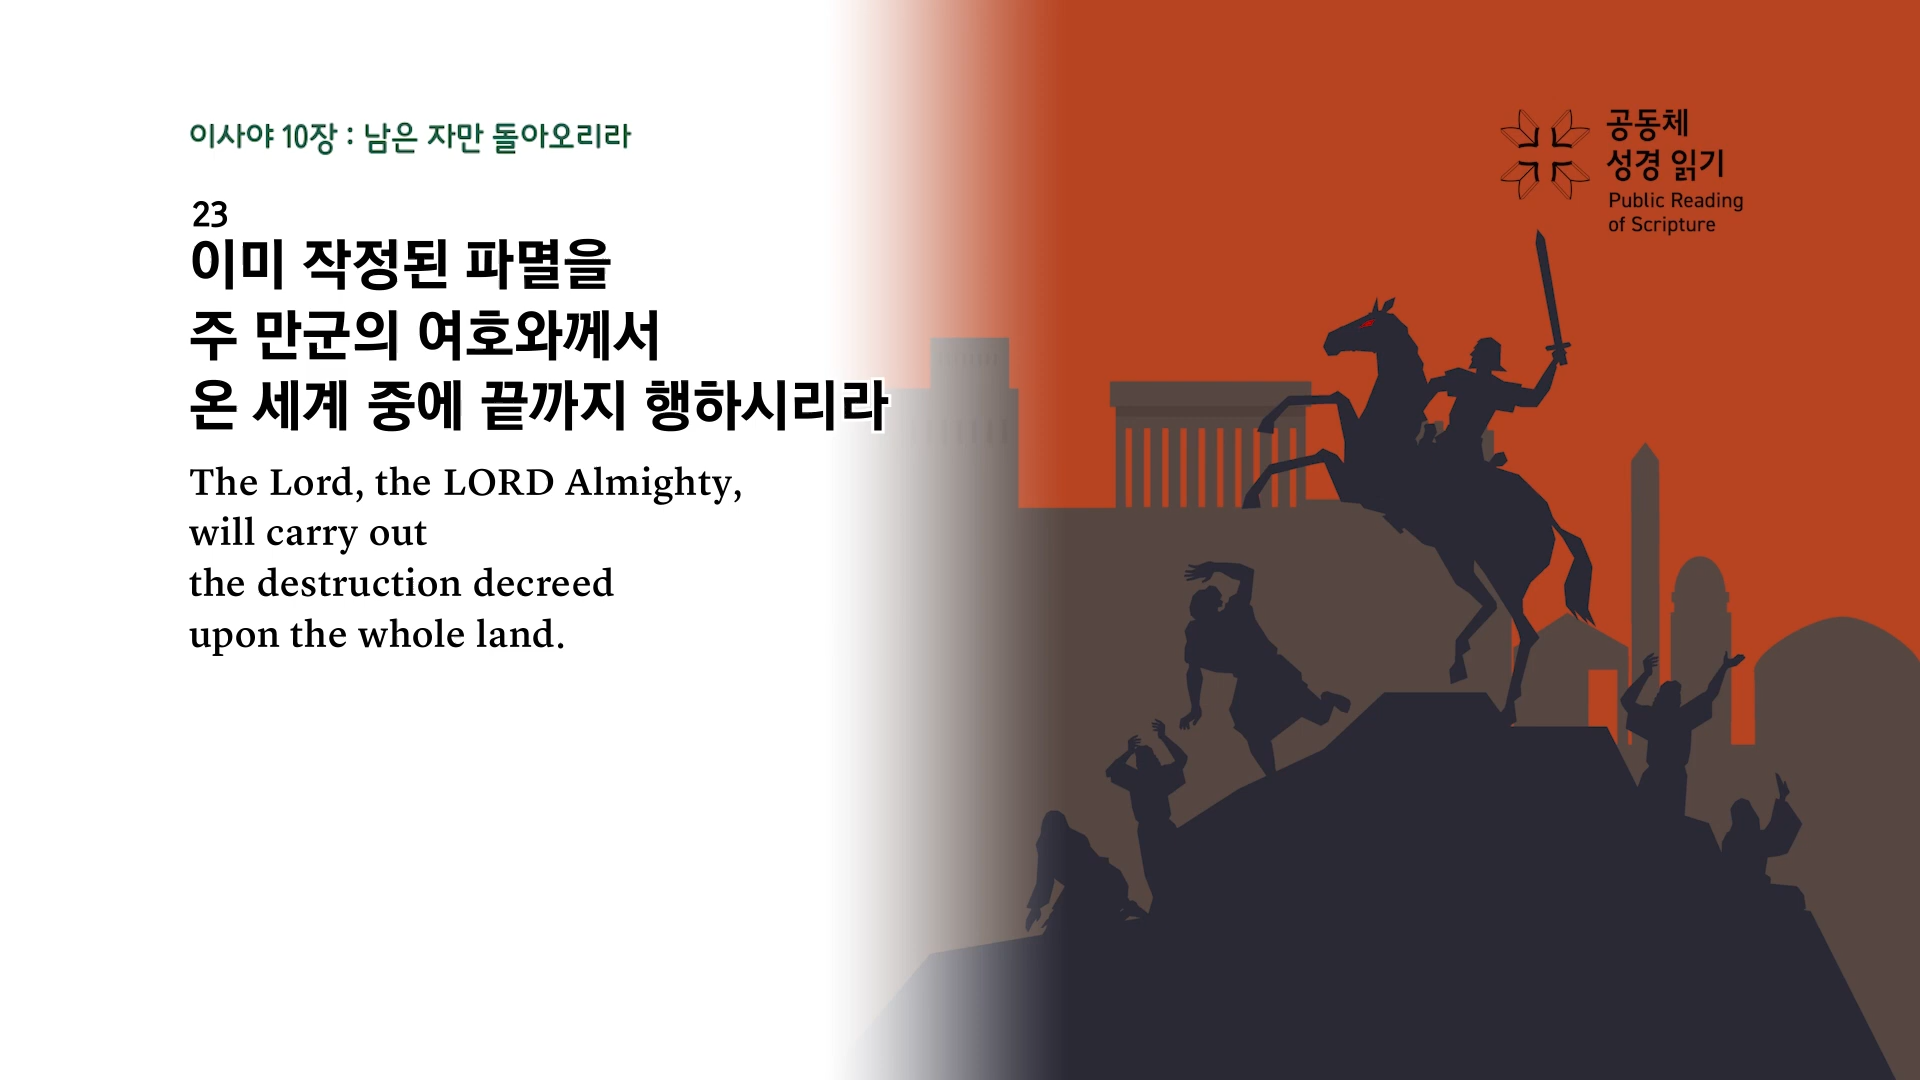 이사야 10장 : 남은 자만 돌아오리라
23
이미 작정된 파멸을
주 만군의 여호와께서
온 세계 중에 끝까지 행하시리라
The Lord, the LORD Almighty,
will carry out
the destruction decreed
upon the whole land.
공동체
성경 읽기
Public Reading
of Scripture